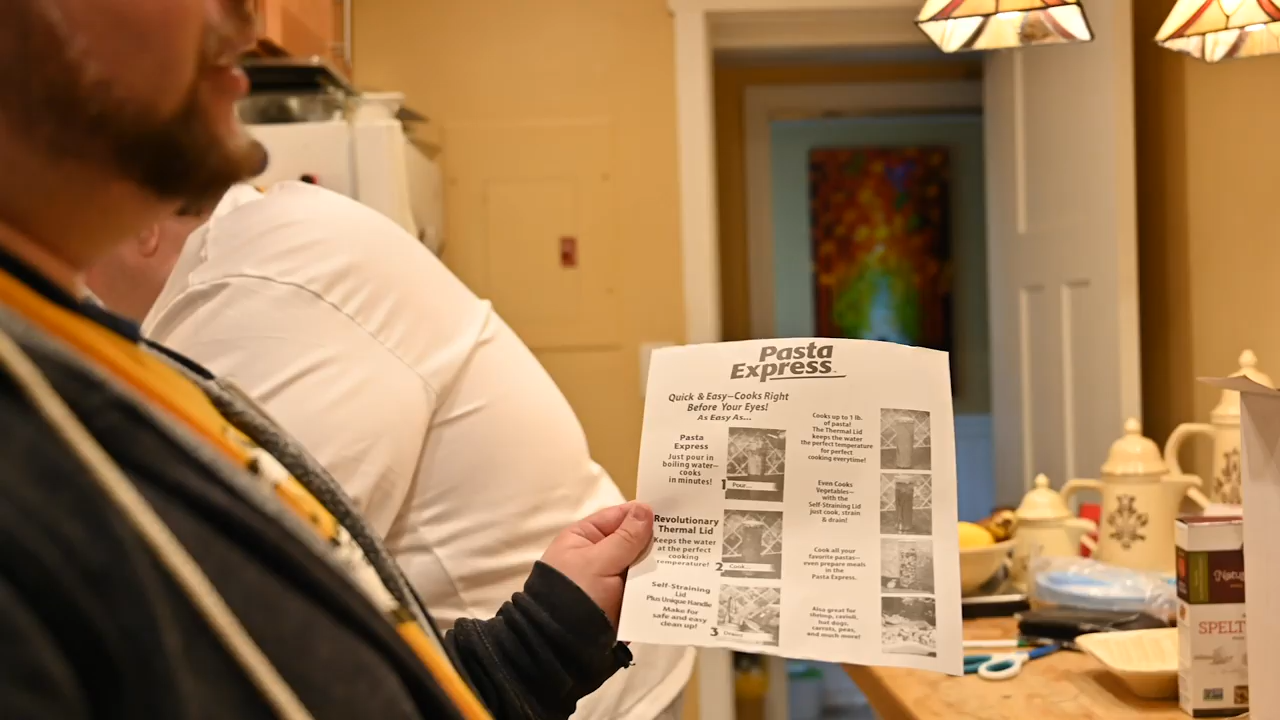 Pasta
Express™
Quick & Easy—Cooks Right
Before Your Eyes!
As Easy As...
Pasta
Express
Just pour in
boiling water—
cooks
in minutes!
1 Pour...
Revolutionary
Thermal Lid
Keeps the water
at the perfect
cooking
temperature!
2 Cook...
Self-Straining
Lid
Plus Unique Handle
Make for
safe and easy
clean up!
3 Drain!
Cooks up to 1 lb.
of pasta!
The Thermal Lid
keeps the water
the perfect temperature
for perfect
cooking everytime!
Even Cooks
Vegetables—
with the
Self-Straining Lid
just cook, strain
& drain!
Cook all your
favorite pastas—
even prepare meals
in the
Pasta Express.
Also great for
shrimp, ravioli,
hot dogs,
carrots, peas,
and much more!
SPELT